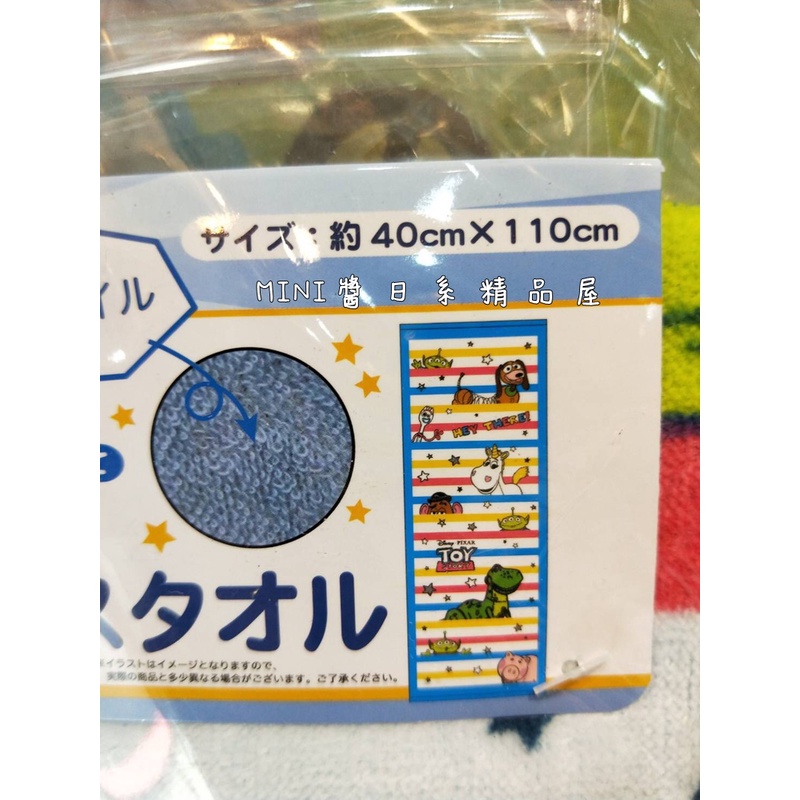 サイズ：約 40cm×110cm
MINI醬日系精品屋
イル
HEY THERE!
Disney PIXAR
TOY
スタオル
※イラストはイメージとなりますので、
実際の商品と多少異なる場合がございます。ご了承ください。